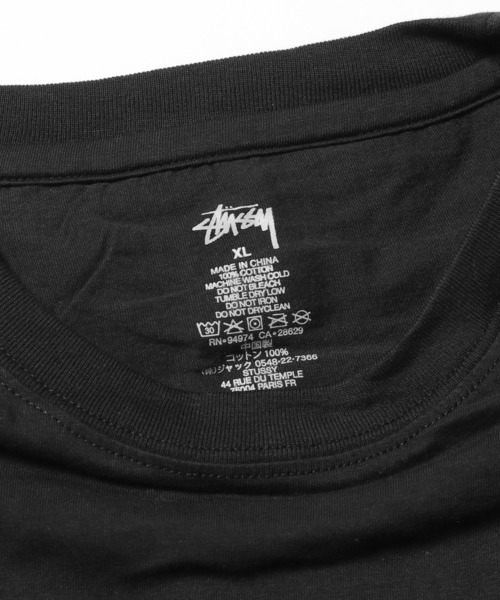 STÜSSY
XL
MADE IN CHINA
100% COTTON
MACHINE WASH COLD
DO NOT BLEACH
TUMBLE DRY LOW
DO NOT IRON
DO NOT DRYCLEAN
30
RN•94974 CA•28629
中国製
コットン 100%
(株)ジャック 0548-22-7366
STUSSY
44 RUE DU TEMPLE
75004 PARIS FR